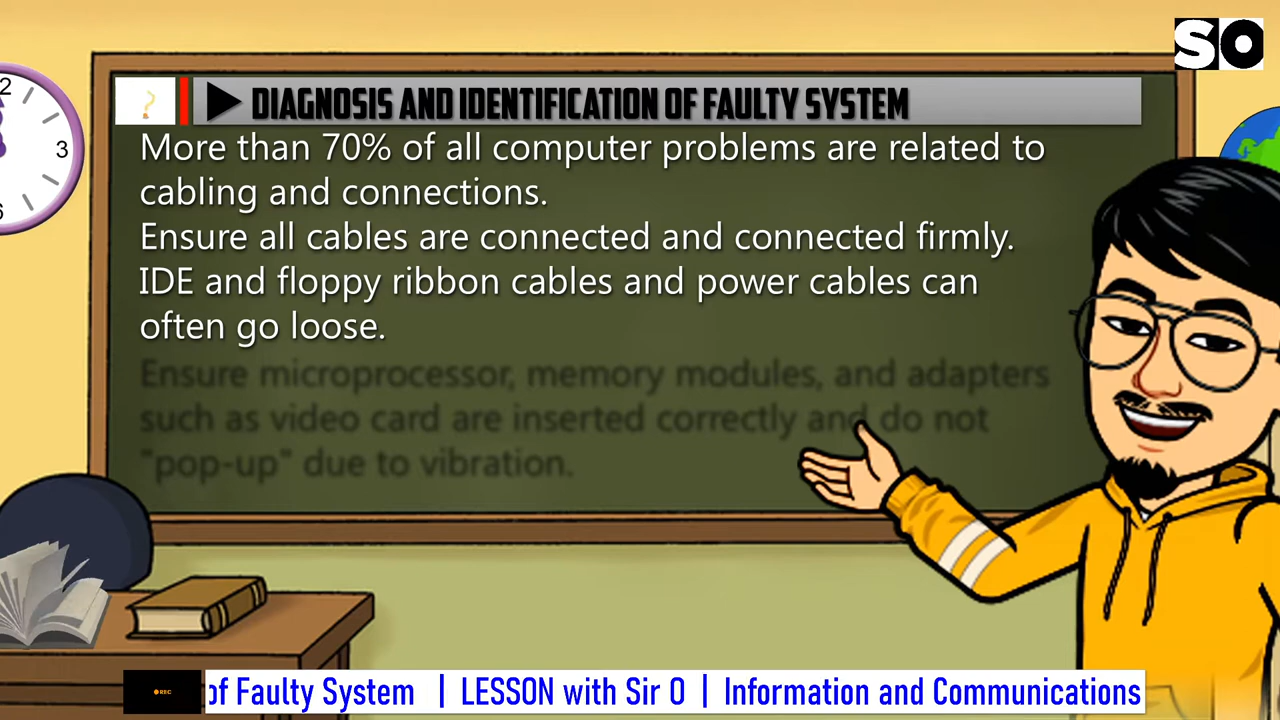 SO
DIAGNOSIS AND IDENTIFICATION OF FAULTY SYSTEM
More than 70% of all computer problems are related to
cabling and connections.
Ensure all cables are connected and connected firmly.
IDE and floppy ribbon cables and power cables can
often go loose.
Ensure microprocessor, memory modules, and adapters
such as video card are inserted correctly and do not
"pop-up" due to vibration.
2
3
6
REC
of Faulty System | LESSON with Sir O | Information and Communications